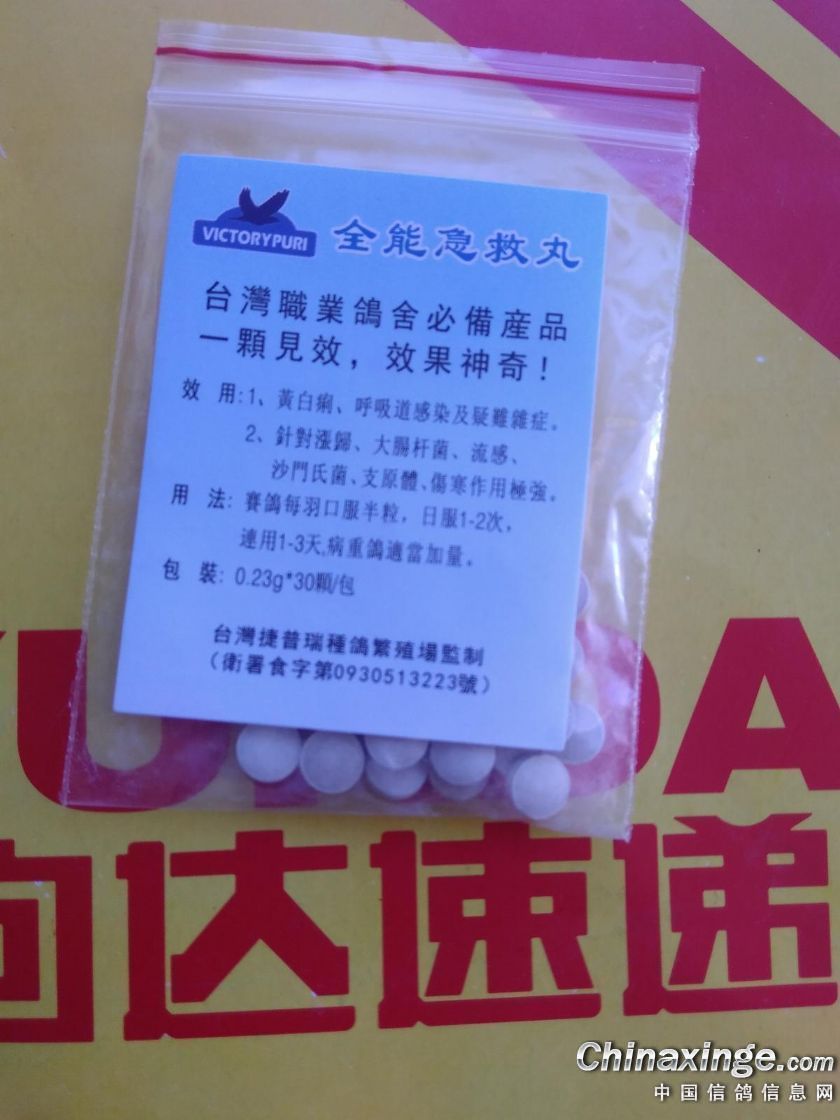 VICTORYPURI
全能急救丸
台灣職業鴿舍必備産品
一顆見效，效果神奇！
效 用：1、黃白痢、呼吸道感染及疑難雜症。
2、針對漲歸、大腸杆菌、流感、
沙門氏菌、支原體、傷寒作用極強。
用 法：賽鴿每羽口服半粒，日服1-2次，
連用1-3天,病重鴿適當加量。
包 裝：0.23g*30顆/包
台灣捷普瑞種鴿繁殖場監制
（衛署食字第0930513223號）
达速递
Chinaxinge.com
中国信鸽信息网